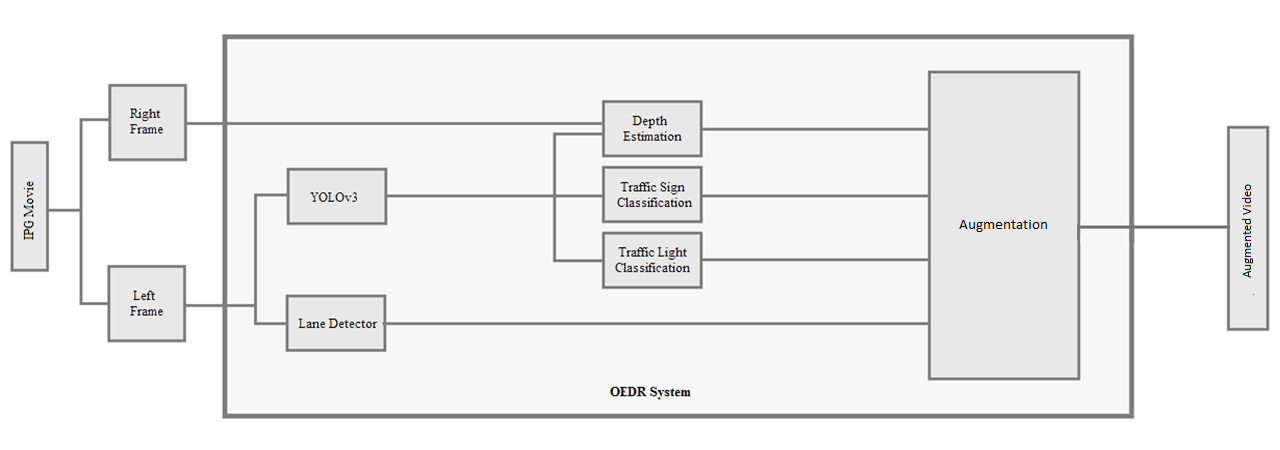 IPG Movie
Right
Frame
Left
Frame
YOLOv3
Lane Detector
Depth
Estimation
Traffic Sign
Classification
Traffic Light
Classification
Augmentation
OEDR System
Augmented Video